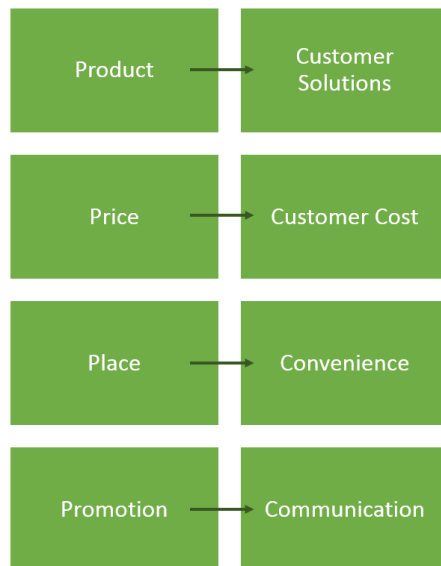 Product
Customer
Solutions
Price
Customer Cost
Place
Convenience
Promotion
Communication